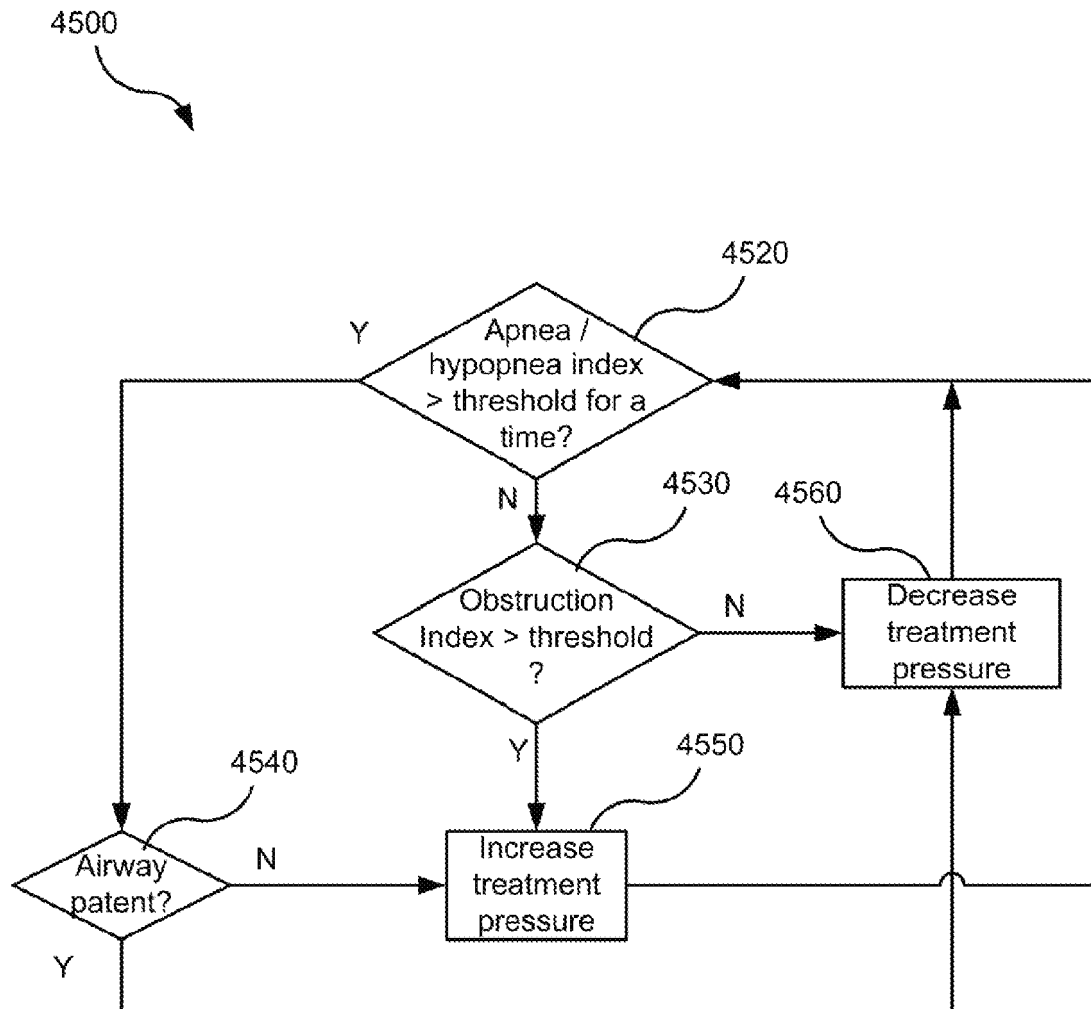 4500
4520
Y
Apnea /
hypopnea index
> threshold for a
time?
N
4530
4560
Obstruction
Index > threshold
?
N
Decrease
treatment
pressure
Y
4550
4540
Airway
patent?
N
Increase
treatment
pressure
Y